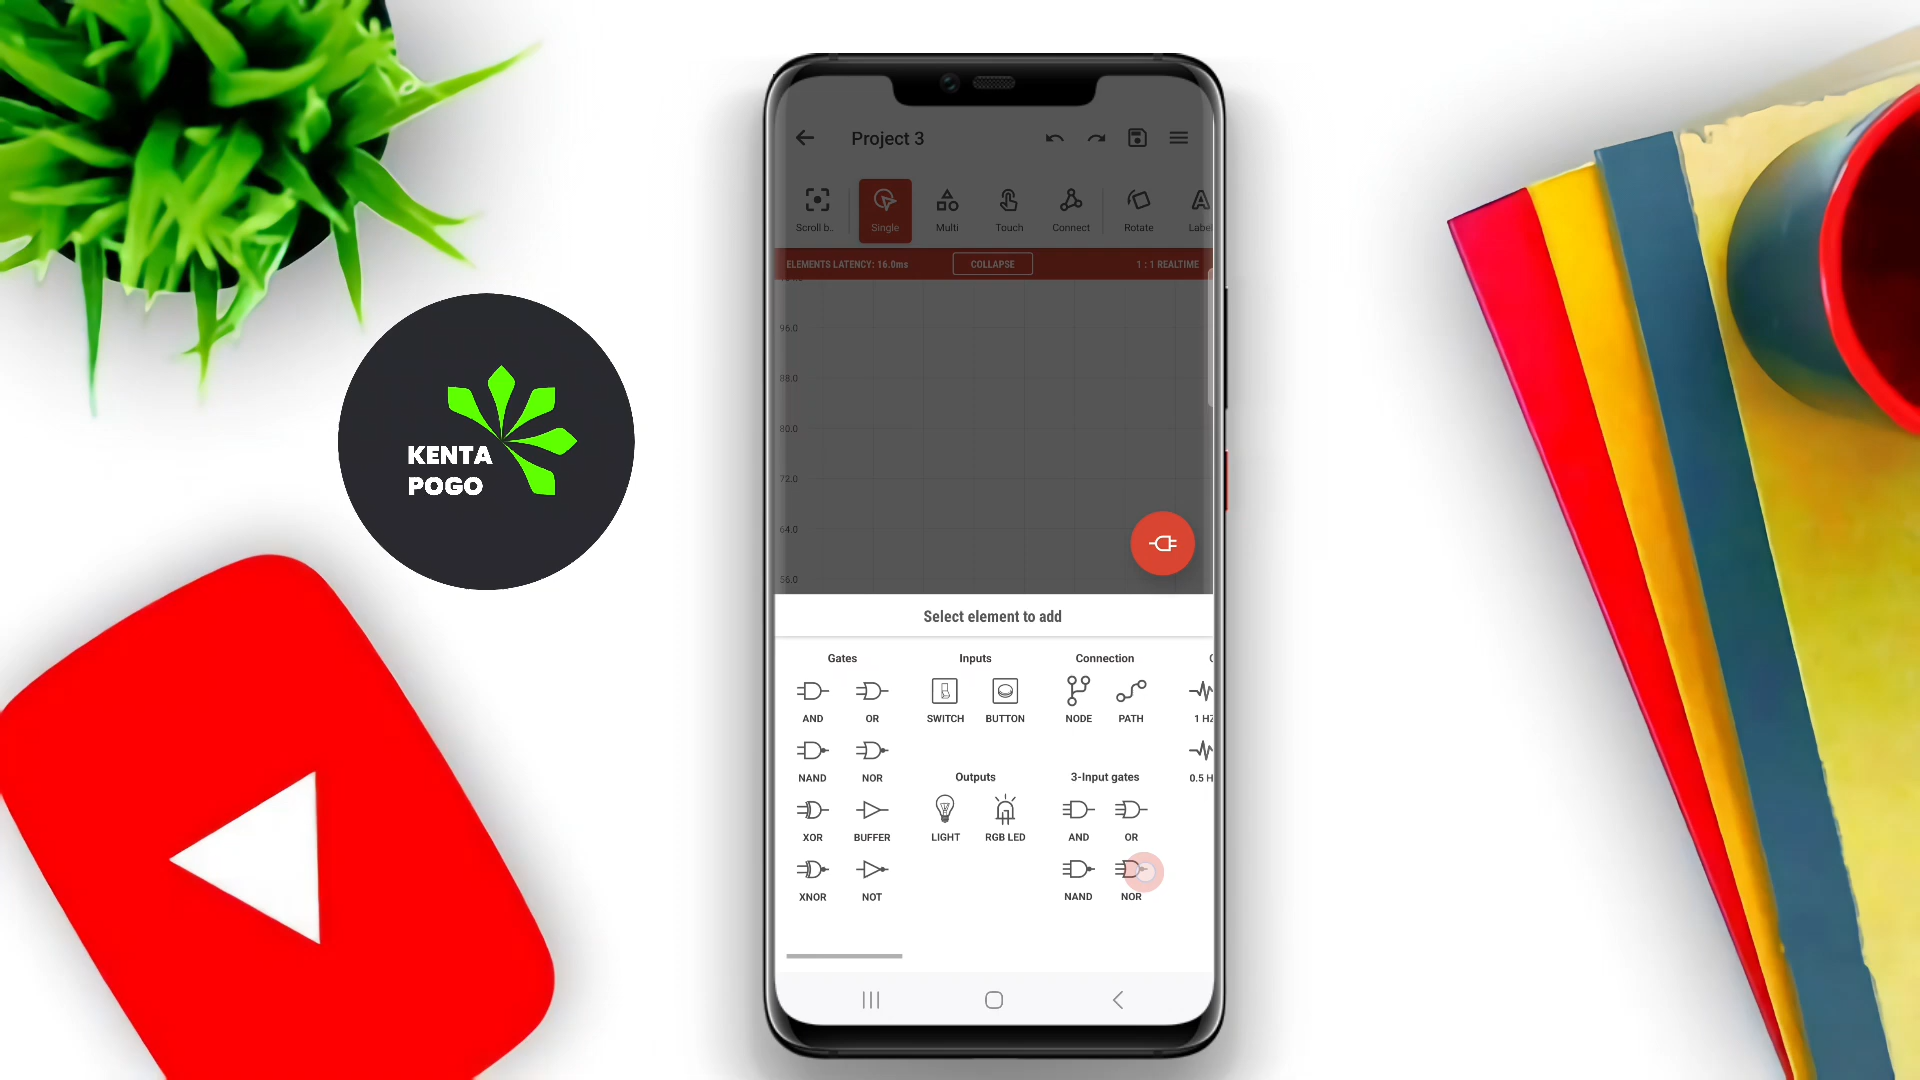 KENTA
POGO
Project 3
Scroll b..
Single
Multi
Touch
Connect
Rotate
Label
ELEMENTS LATENCY: 16.0ms
COLLAPSE
1 : 1 REALTIME
96.0
88.0
80.0
72.0
64.0
56.0
Select element to add
Gates
Inputs
Connection
AND
OR
SWITCH
BUTTON
NODE
PATH
1 HZ
NAND
NOR
Outputs
3-Input gates
0.5 H
XOR
BUFFER
LIGHT
RGB LED
AND
OR
XNOR
NOT
NAND
NOR